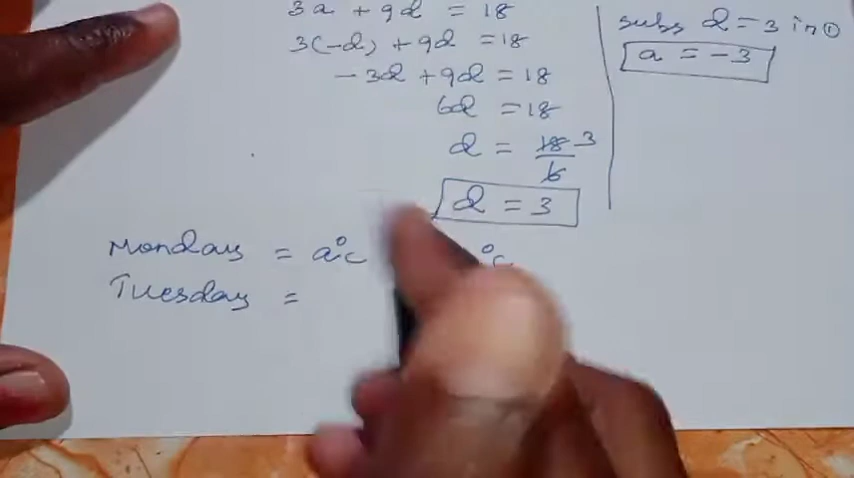 3a + 9d = 18
3(-d) + 9d = 18
-3d + 9d = 18
6d = 18
d = 18/6 3
d = 3
subs d = 3 in ①
a = -3
Monday = a°c °c
Tuesday =